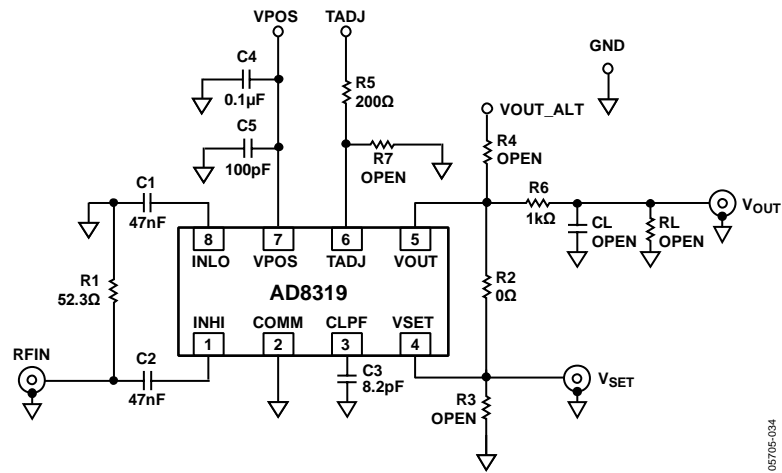 VPOS
TADJ
GND
C4
0.1µF
R5
200Ω
VOUT_ALT
C5
100pF
R7
OPEN
R4
OPEN
C1
47nF
R6
1kΩ
VOUT
CL
OPEN
RL
OPEN
8
7
6
5
INLO
VPOS
TADJ
VOUT
R1
52.3Ω
AD8319
R2
0Ω
INHI
COMM
CLPF
VSET
1
2
3
4
RFIN
C2
47nF
C3
8.2pF
R3
OPEN
VSET
05705-034